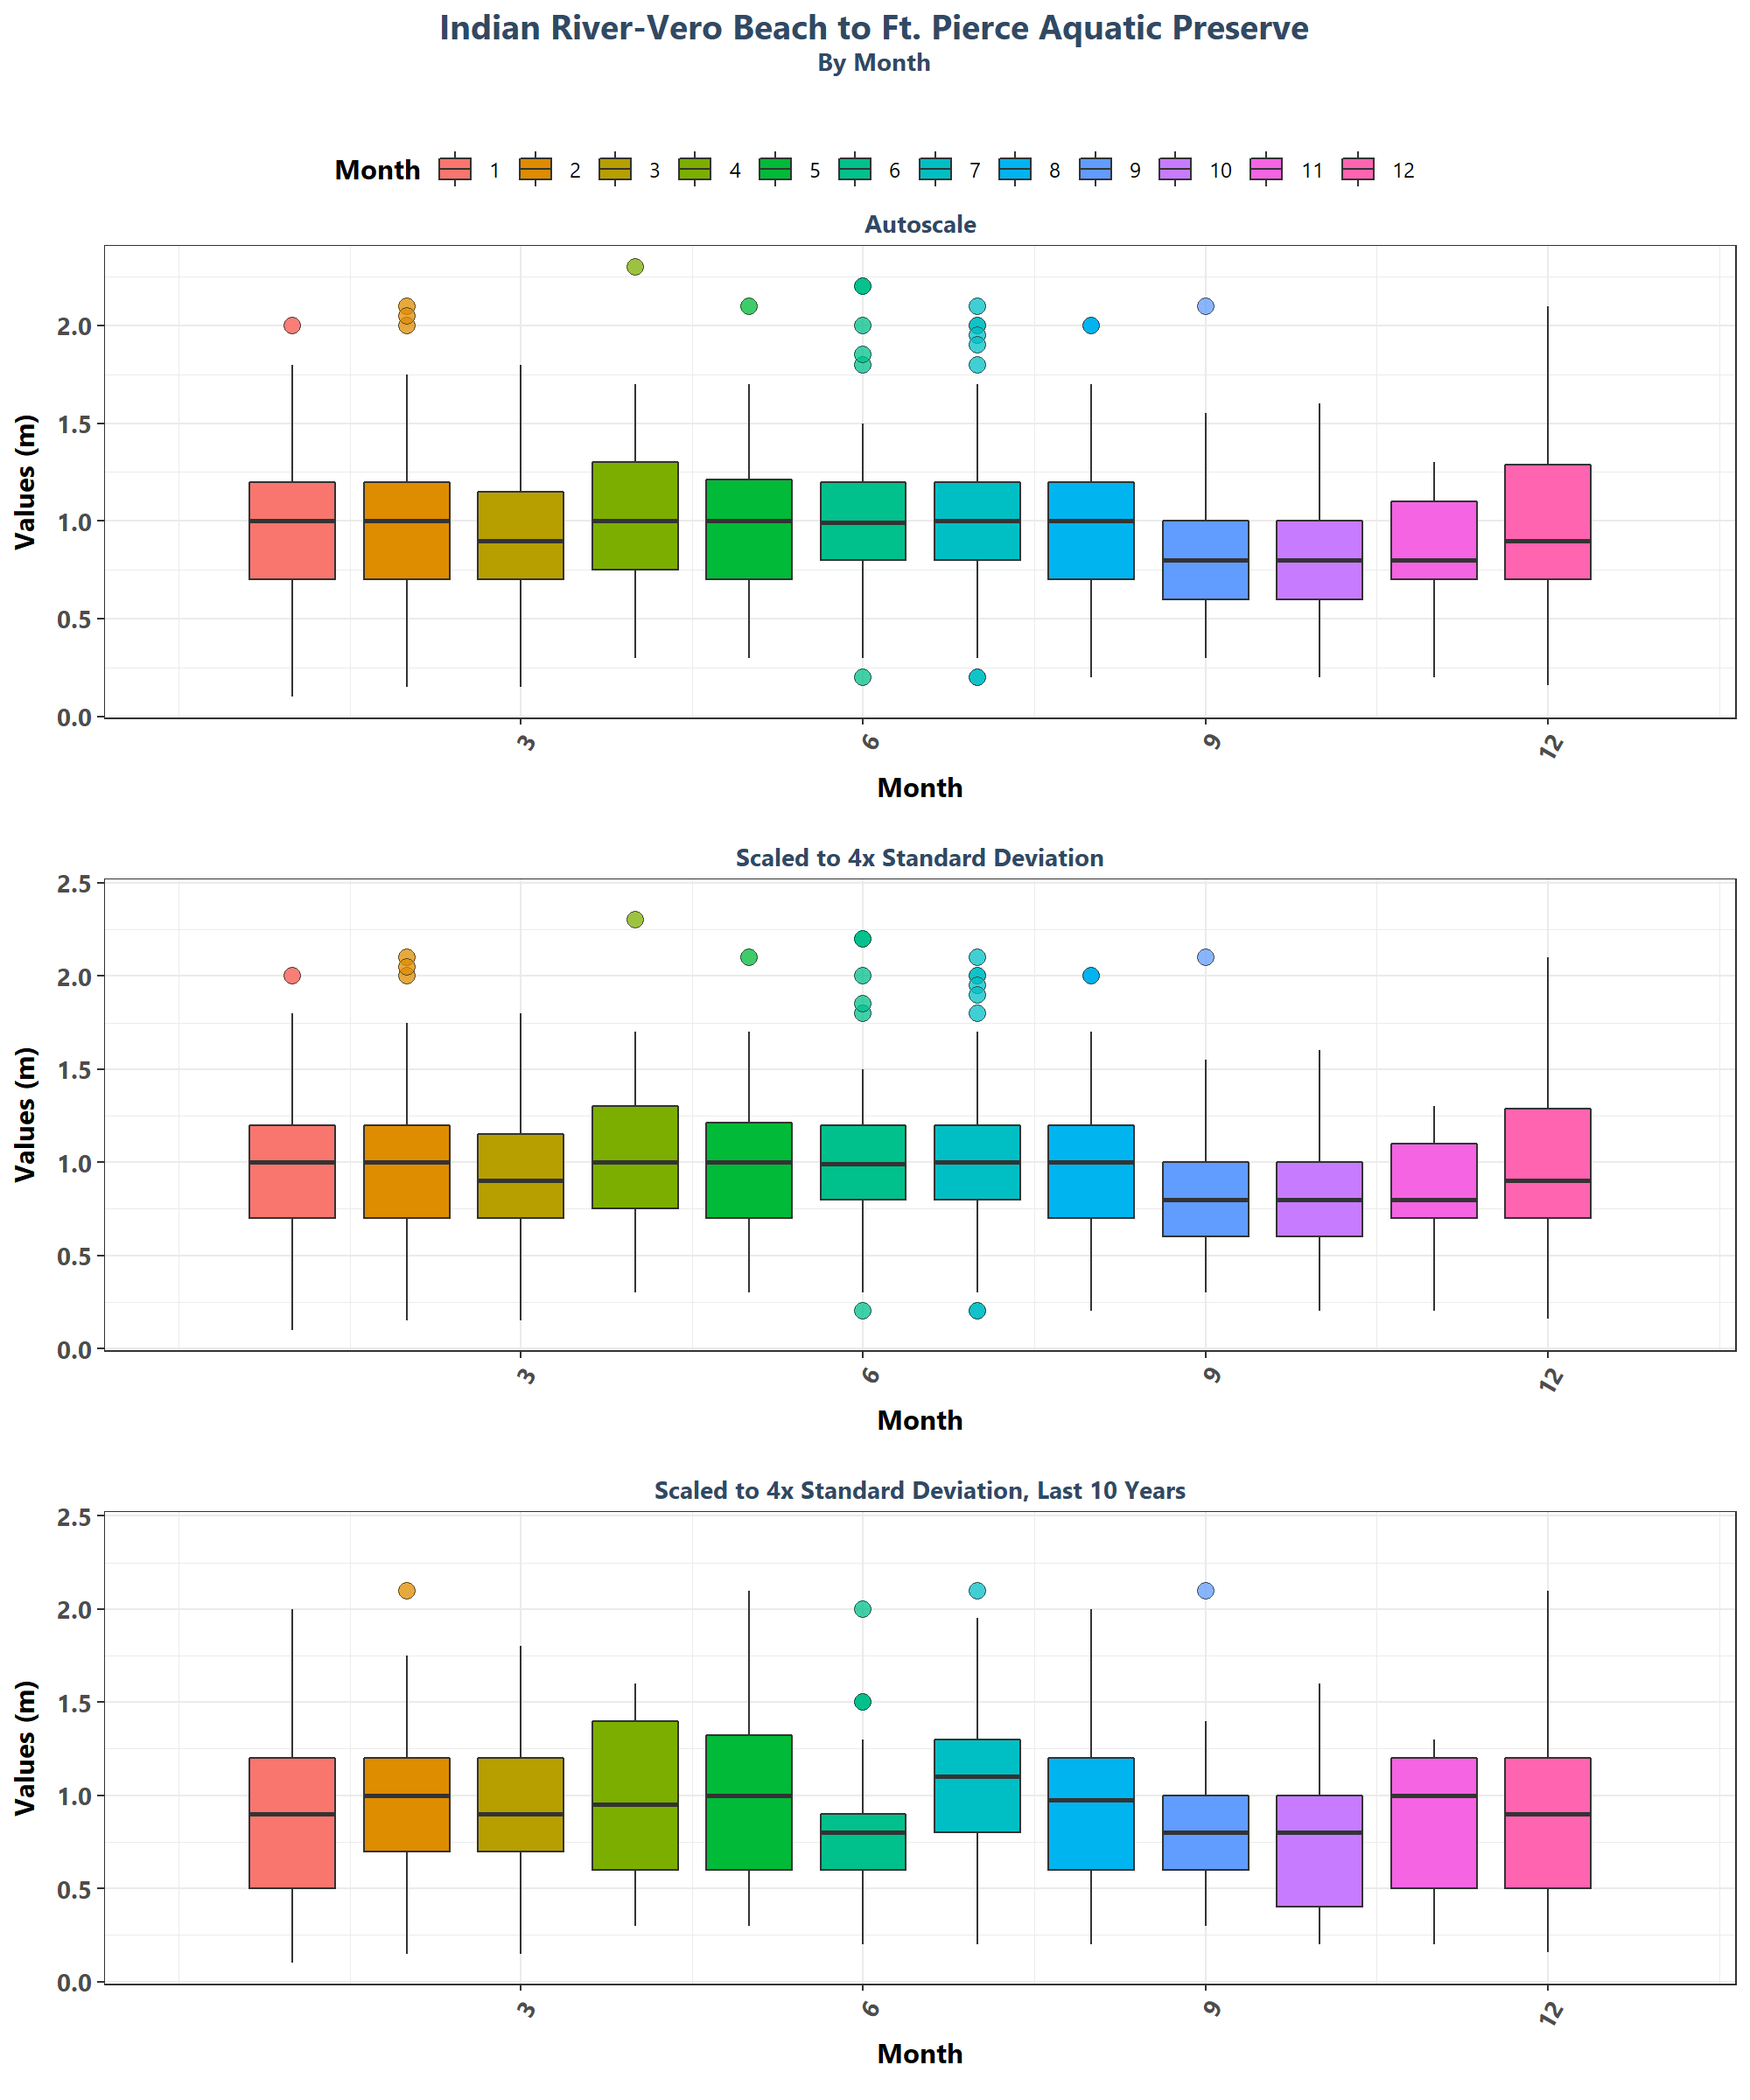 Indian River-Vero Beach to Ft. Pierce Aquatic Preserve
By Month
Month 1 2 3 4 5 6 7 8 9 10 11 12
Autoscale
Values (m)
2.0
1.5
1.0
0.5
0.0
3 6 9 12
Month
Scaled to 4x Standard Deviation
Values (m)
2.5
2.0
1.5
1.0
0.5
0.0
3 6 9 12
Month
Scaled to 4x Standard Deviation, Last 10 Years
Values (m)
2.5
2.0
1.5
1.0
0.5
0.0
3 6 9 12
Month